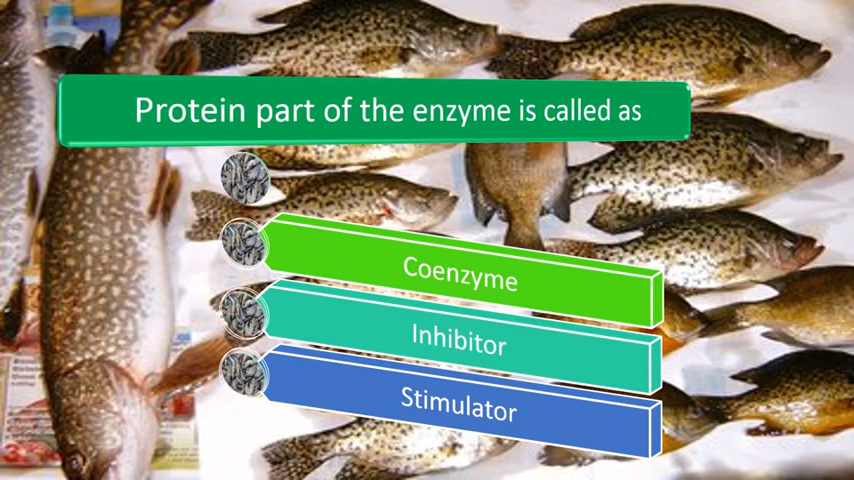 Protein part of the enzyme is called as
Coenzyme
Inhibitor
Stimulator